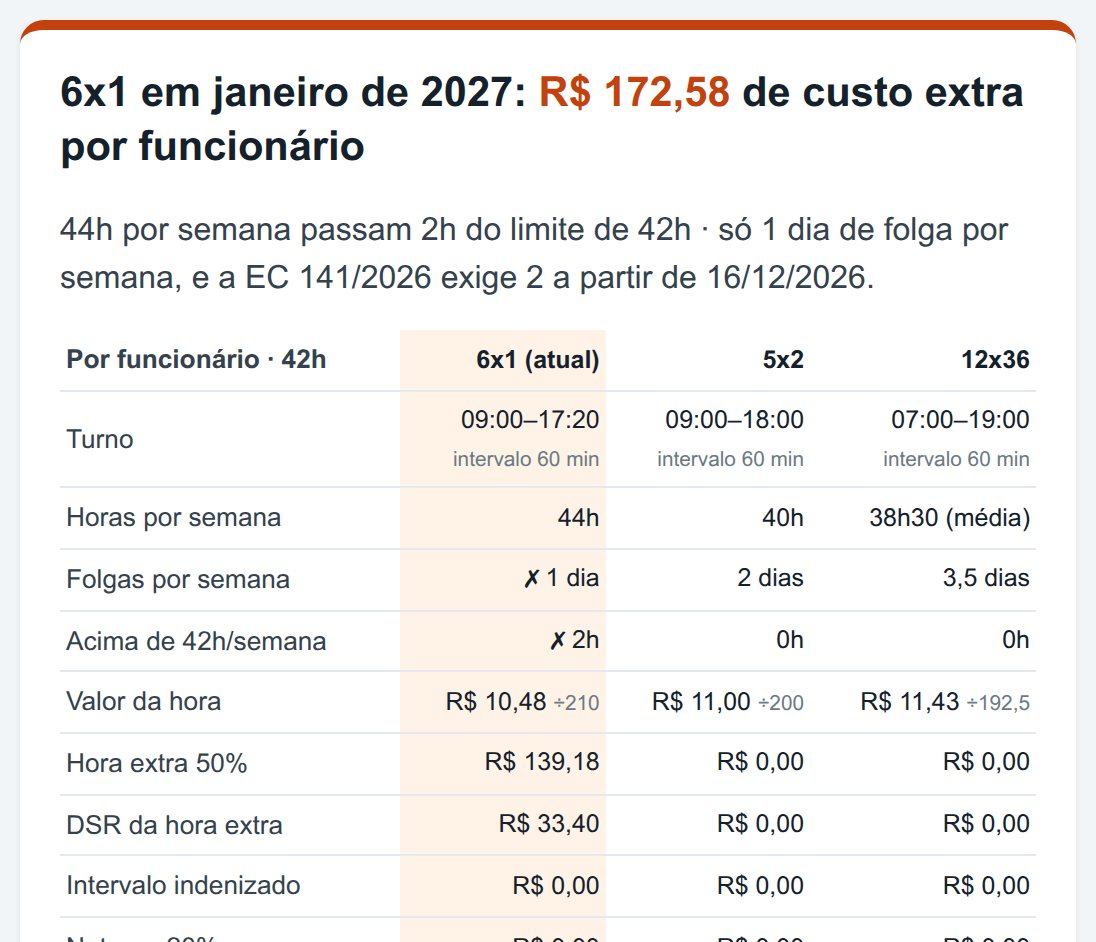 6x1 em janeiro de 2027: R$ 172,58 de custo extra
por funcionário
44h por semana passam 2h do limite de 42h · só 1 dia de folga por
semana, e a EC 141/2026 exige 2 a partir de 16/12/2026.
Por funcionário · 42h 6x1 (atual) 5x2 12x36
Turno 09:00–17:20 09:00–18:00 07:00–19:00
intervalo 60 min intervalo 60 min intervalo 60 min
Horas por semana 44h 40h 38h30 (média)
Folgas por semana ✗ 1 dia 2 dias 3,5 dias
Acima de 42h/semana ✗ 2h 0h 0h
Valor da hora R$ 10,48 ÷210 R$ 11,00 ÷200 R$ 11,43 ÷192,5
Hora extra 50% R$ 139,18 R$ 0,00 R$ 0,00
DSR da hora extra R$ 33,40 R$ 0,00 R$ 0,00
Intervalo indenizado R$ 0,00 R$ 0,00 R$ 0,00